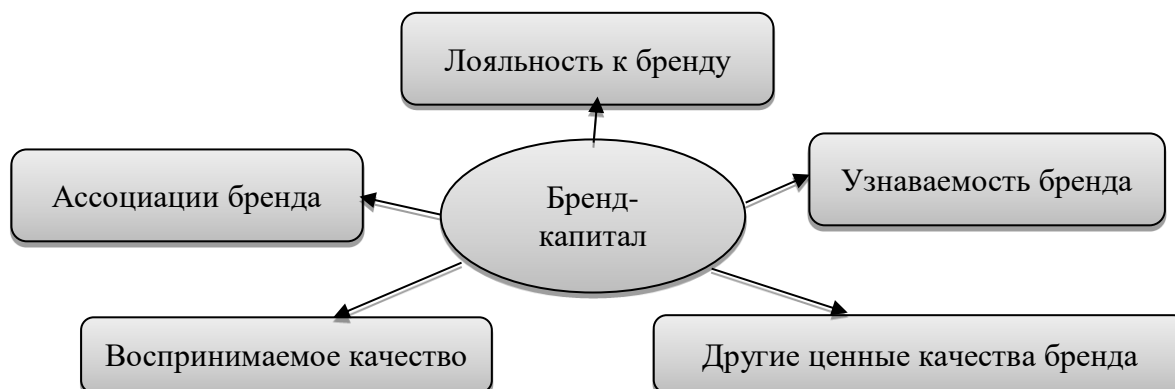 Лояльность к бренду
Ассоциации бренда
Узнаваемость бренда
Бренд-
капитал
Воспринимаемое качество
Другие ценные качества бренда